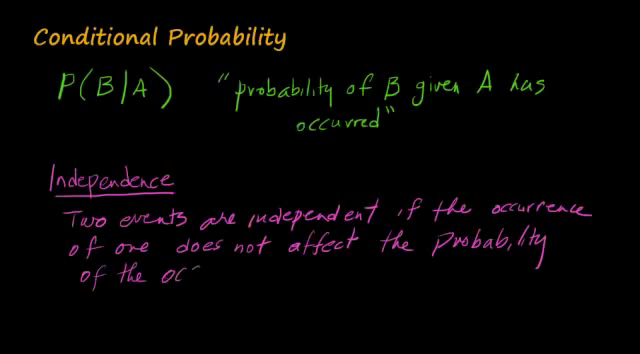 Conditional Probability
P(B/A) "probability of B given A has
occurred"
Independence
Two events are independent if the occurrence
of one does not affect the probability
of the oc